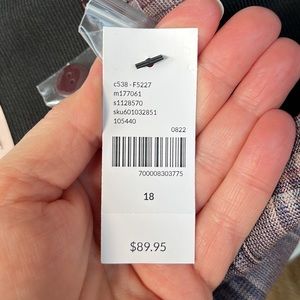 c538 - F5227
m177061
s1128570
sku601032851
105440
0822
700008303775
18
$89.95